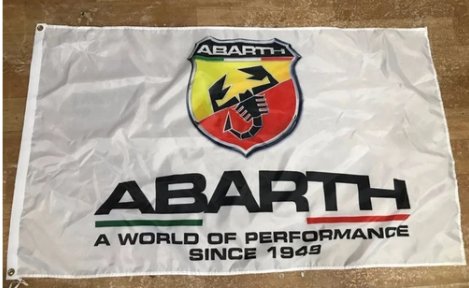 ABARTH
ABARTH
A WORLD OF PERFORMANCE
SINCE 1949